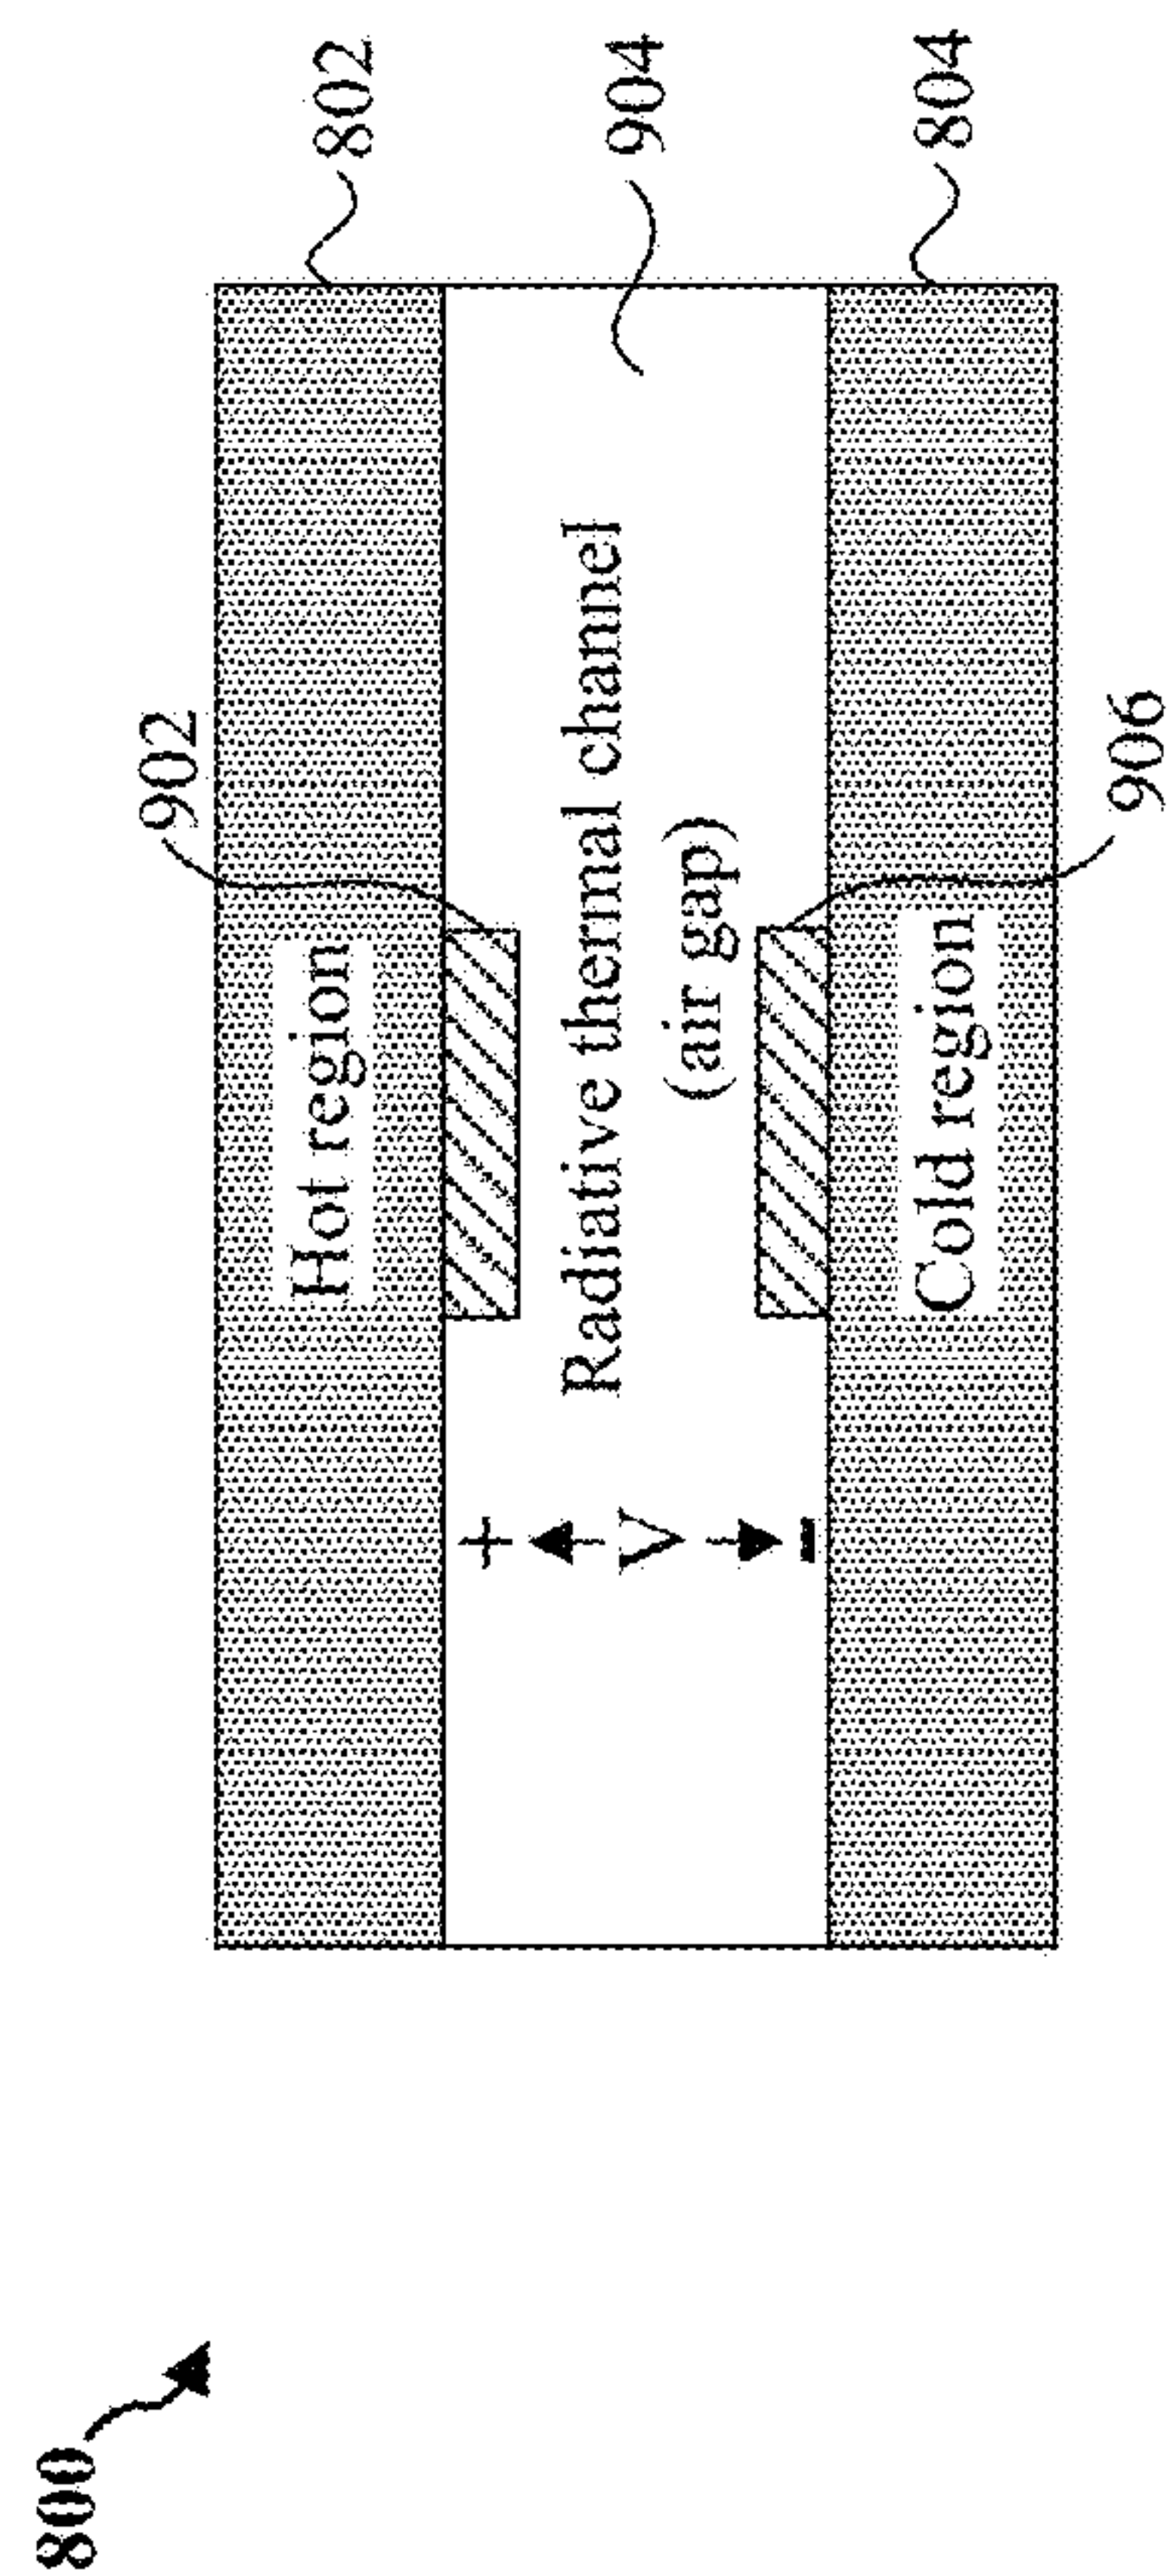 800
902
Hot region
802
+
V
-
Radiative thermal channel
(air gap)
904
Cold region
804
906